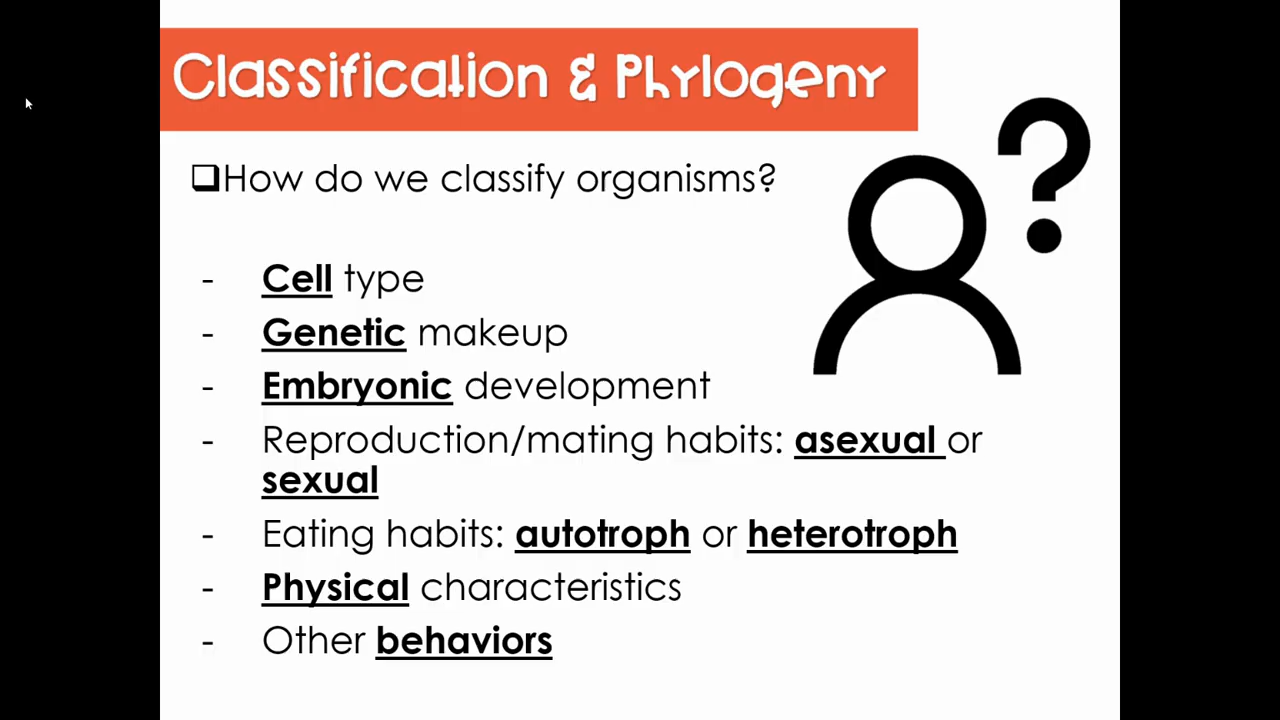 Classification & Phylogeny
❑How do we classify organisms?
- Cell type
- Genetic makeup
- Embryonic development
- Reproduction/mating habits: asexual or
sexual
- Eating habits: autotroph or heterotroph
- Physical characteristics
- Other behaviors
?